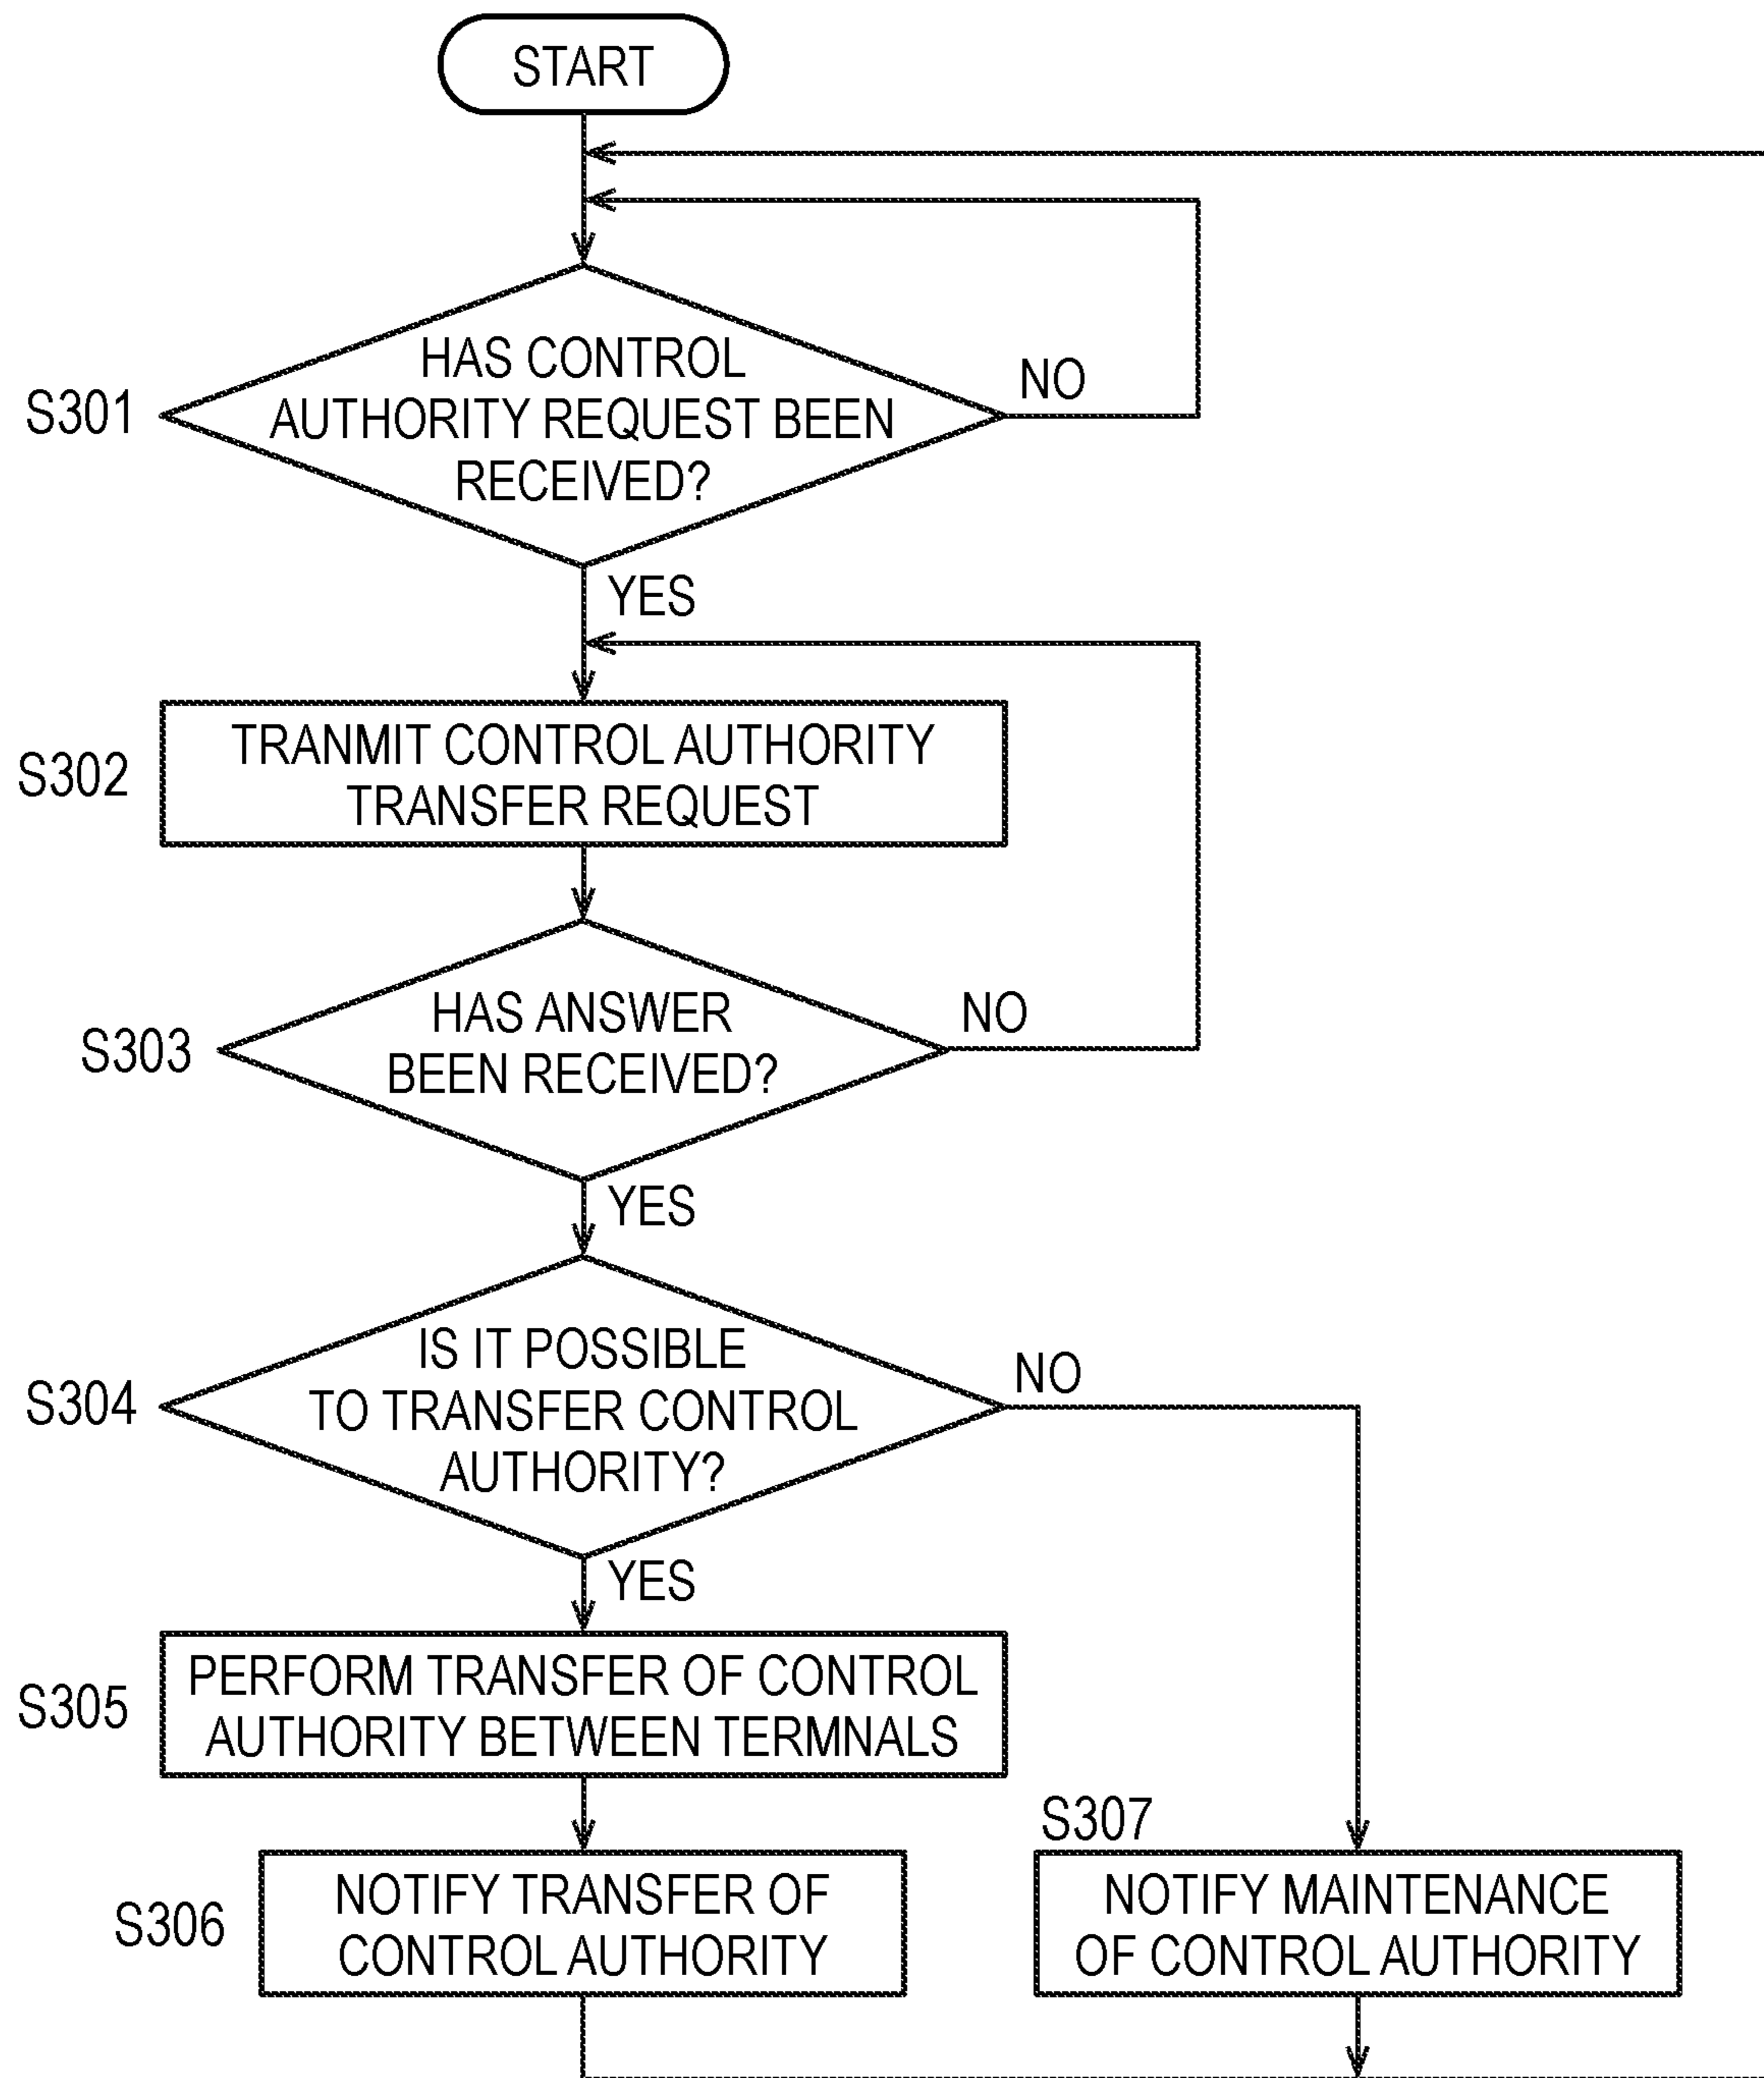 START
S301
HAS CONTROL
AUTHORITY REQUEST BEEN
RECEIVED?
NO
YES
S302
TRANMIT CONTROL AUTHORITY
TRANSFER REQUEST
S303
HAS ANSWER
BEEN RECEIVED?
NO
YES
S304
IS IT POSSIBLE
TO TRANSFER CONTROL
AUTHORITY?
NO
YES
S305
PERFORM TRANSFER OF CONTROL
AUTHORITY BETWEEN TERMNALS
S306
NOTIFY TRANSFER OF
CONTROL AUTHORITY
S307
NOTIFY MAINTENANCE
OF CONTROL AUTHORITY